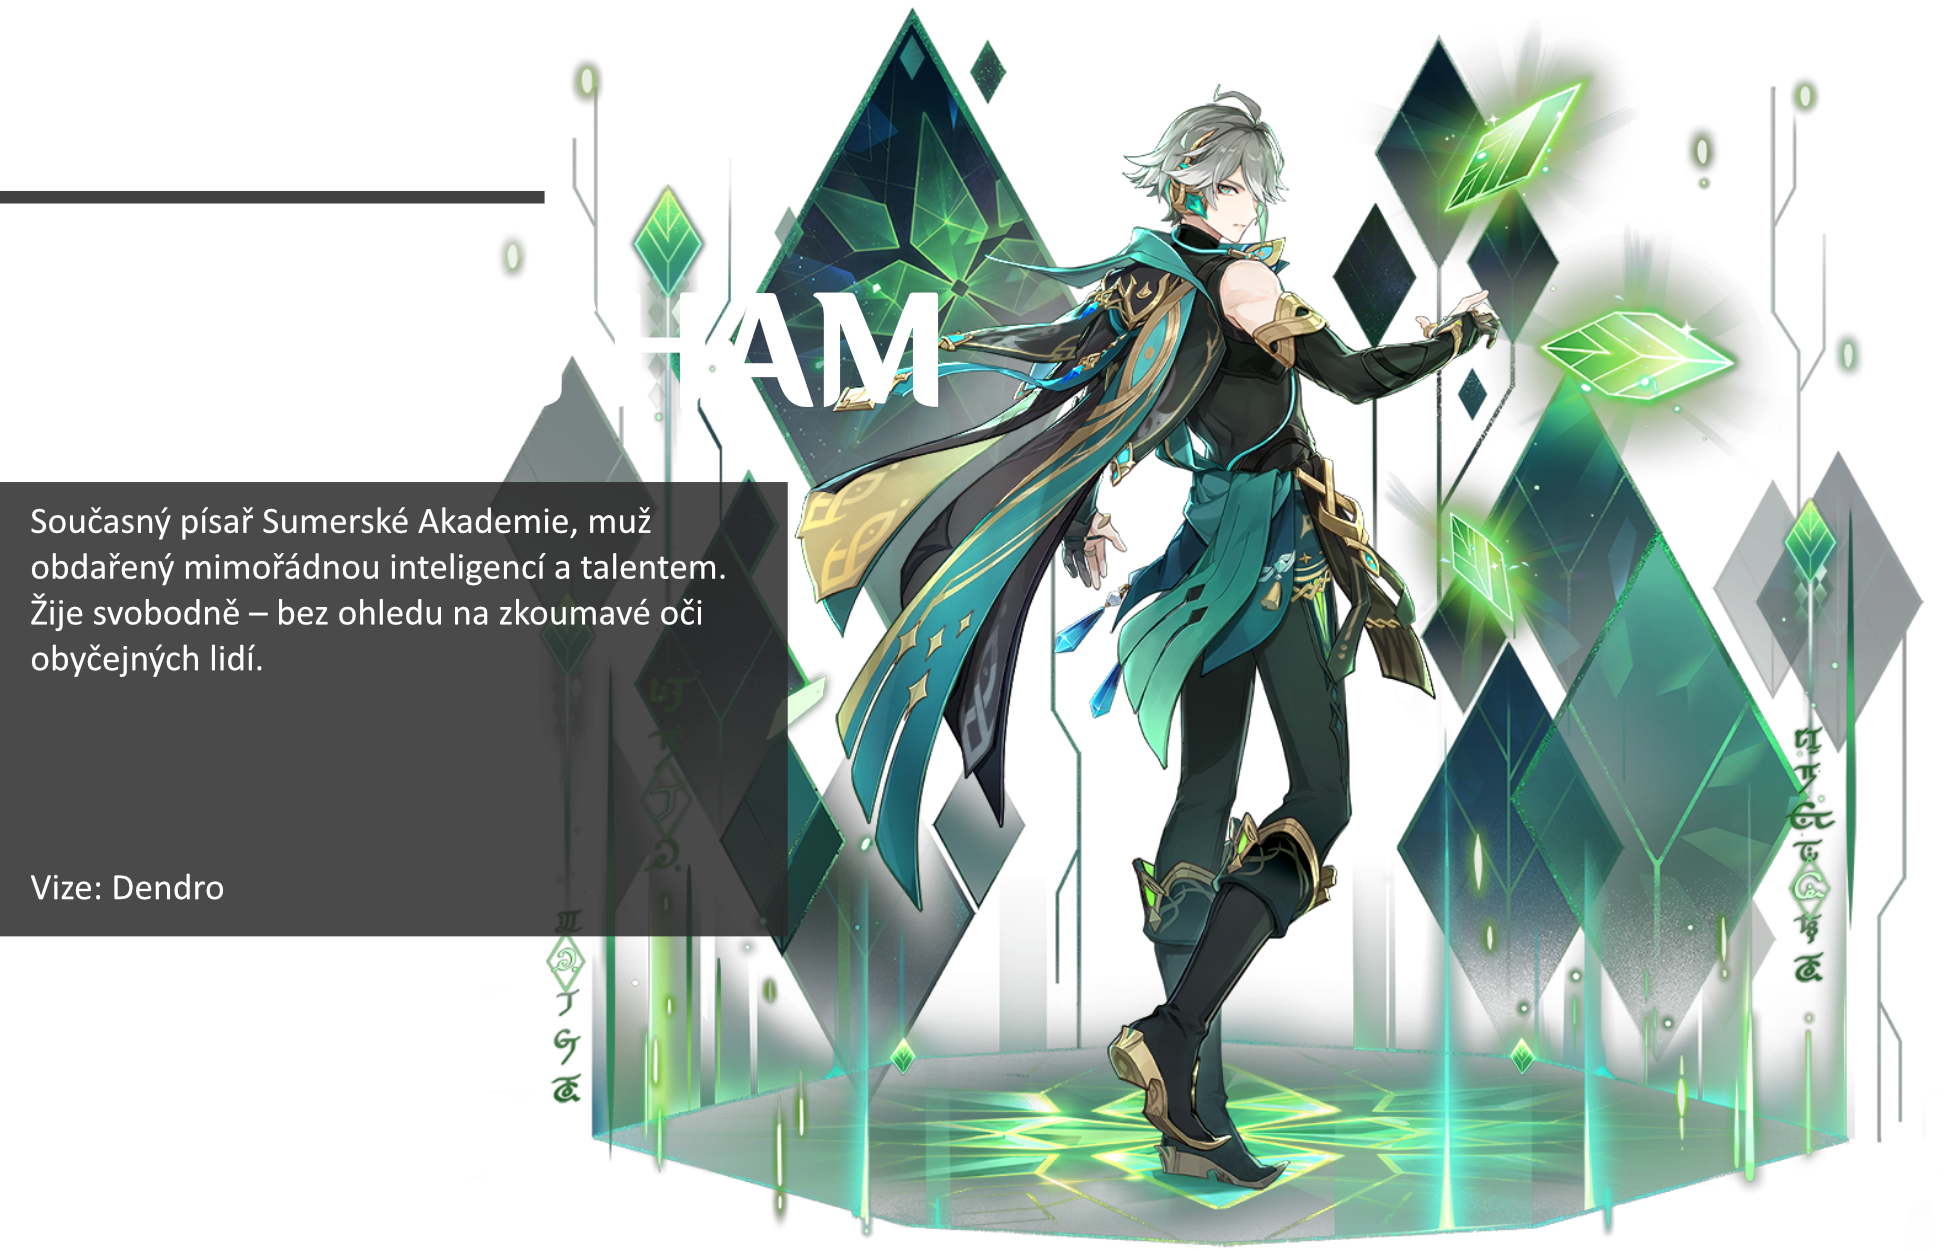 HAM
Současný písař Sumerské Akademie, muž
obdařený mimořádnou inteligencí a talentem.
Žije svobodně – bez ohledu na zkoumavé oči
obyčejných lidí.
Vize: Dendro